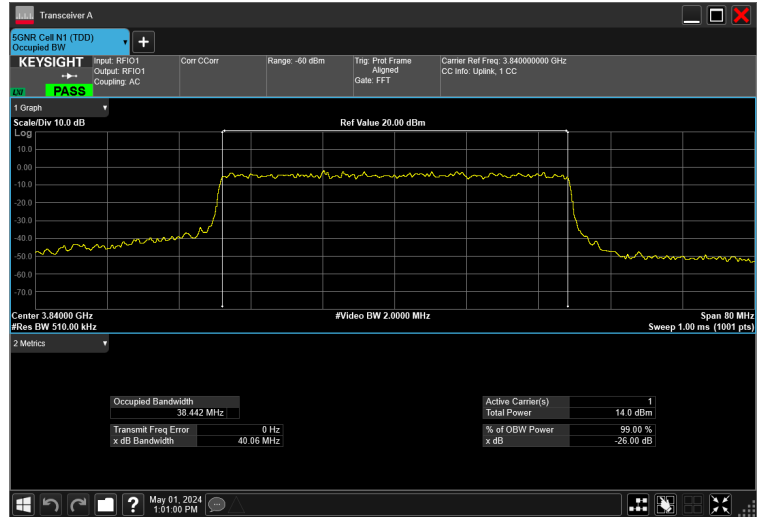 Transceiver A
5GNR Cell N1 (TDD)
Occupied BW
KEYSIGHT
Input: RFIO1
Output: RFIO1
Coupling: AC
LXI
PASS
Corr CCorr
Range: -60 dBm
Trig: Prot Frame
Aligned
Gate: FFT
Carrier Ref Freq: 3.840000000 GHz
CC Info: Uplink, 1 CC
1 Graph
Scale/Div 10.0 dB
Ref Value 20.00 dBm
Log
10.0
0.00
-10.0
-20.0
-30.0
-40.0
-50.0
-60.0
-70.0
Center 3.84000 GHz
#Video BW 2.0000 MHz
Span 80 MHz
#Res BW 510.00 kHz
Sweep 1.00 ms (1001 pts)
2 Metrics
Occupied Bandwidth
38.442 MHz
Transmit Freq Error 0 Hz
x dB Bandwidth 40.06 MHz
Active Carrier(s) 1
Total Power 14.0 dBm
% of OBW Power 99.00 %
x dB -26.00 dB
May 01, 2024
1:01:00 PM